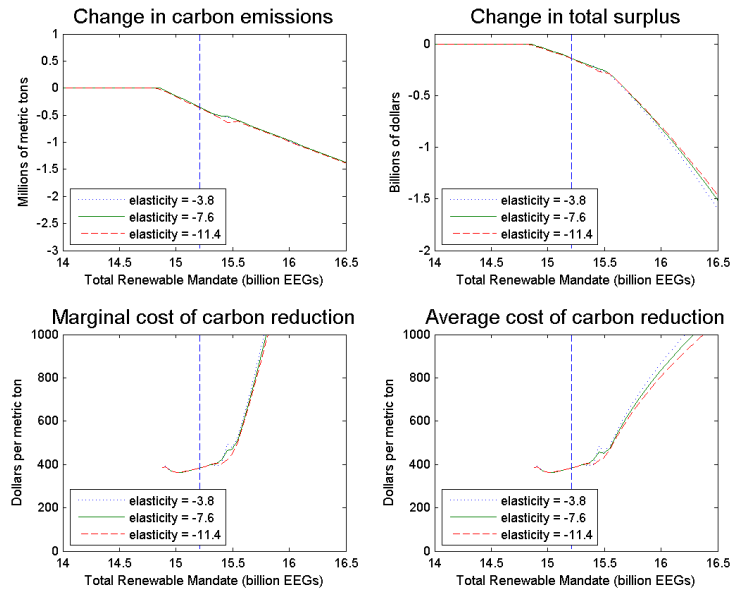 Change in carbon emissions
1
0.5
0
-0.5
-1
-1.5
-2
-2.5
-3
Millions of metric tons
elasticity = -3.8
elasticity = -7.6
elasticity = -11.4
14 14.5 15 15.5 16 16.5
Total Renewable Mandate (billion EEGs)
Change in total surplus
0
-0.5
-1
-1.5
-2
Billions of dollars
elasticity = -3.8
elasticity = -7.6
elasticity = -11.4
14 14.5 15 15.5 16 16.5
Total Renewable Mandate (billion EEGs)
Marginal cost of carbon reduction
1000
800
600
400
200
0
Dollars per metric ton
elasticity = -3.8
elasticity = -7.6
elasticity = -11.4
14 14.5 15 15.5 16 16.5
Total Renewable Mandate (billion EEGs)
Average cost of carbon reduction
1000
800
600
400
200
0
Dollars per metric ton
elasticity = -3.8
elasticity = -7.6
elasticity = -11.4
14 14.5 15 15.5 16 16.5
Total Renewable Mandate (billion EEGs)